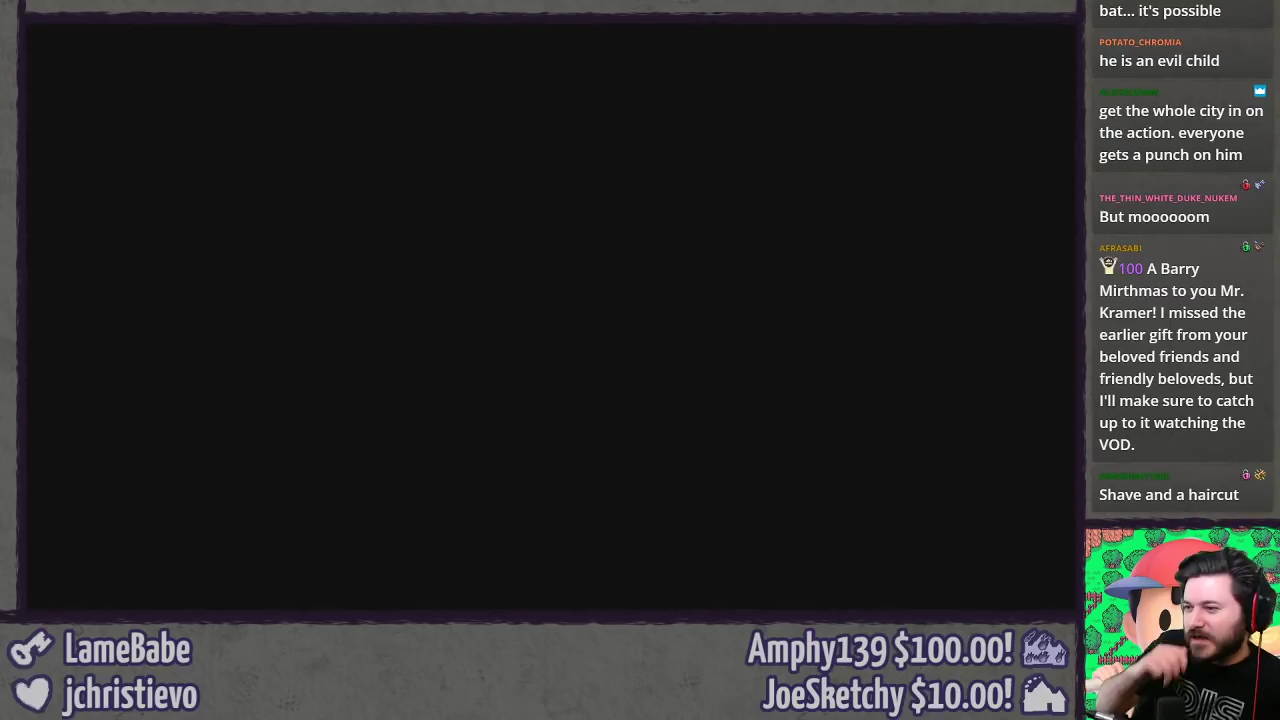 bat... it's possible
POTATO_CHROMIA
he is an evil child
get the whole city in on
the action. everyone
gets a punch on him
THE_THIN_WHITE_DUKE_NUKEM
But moooooom
AFRASABI
100 A Barry
Mirthmas to you Mr.
Kramer! I missed the
earlier gift from your
beloved friends and
friendly beloveds, but
I'll make sure to catch
up to it watching the
VOD.
Shave and a haircut
LameBabe
jchristievo
Amphy139 $100.00!
JoeSketchy $10.00!